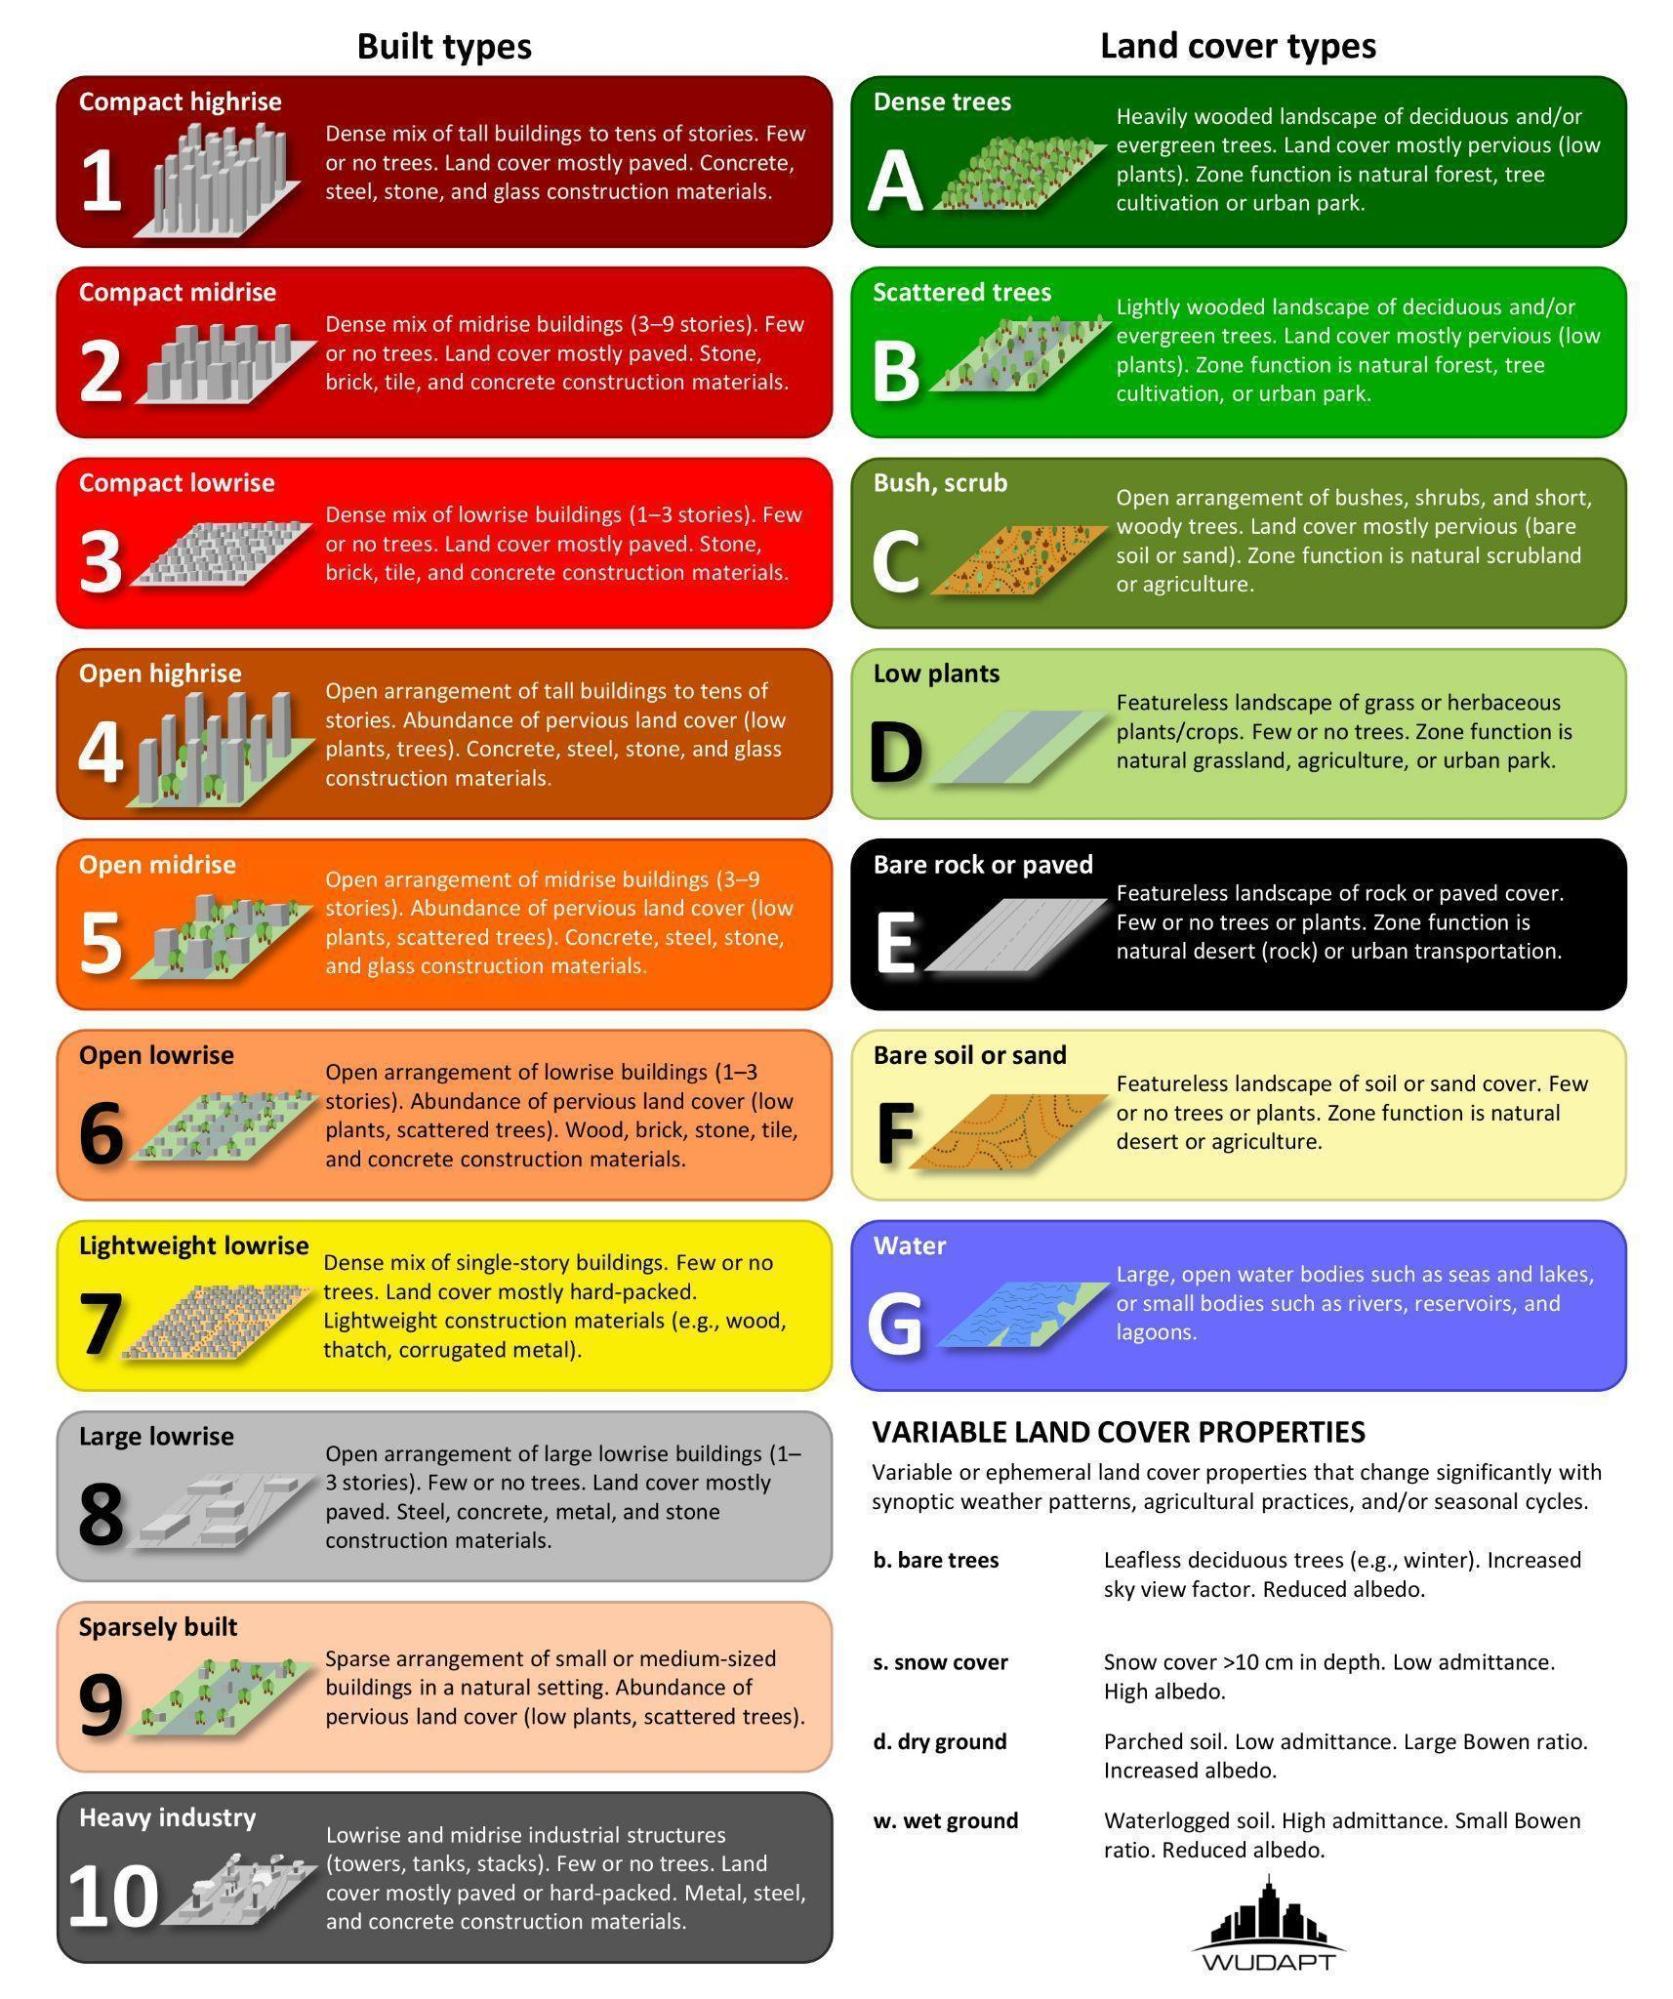 Built types
Compact highrise
1
Dense mix of tall buildings to tens of stories. Few
or no trees. Land cover mostly paved. Concrete,
steel, stone, and glass construction materials.
Compact midrise
2
Dense mix of midrise buildings (3–9 stories). Few
or no trees. Land cover mostly paved. Stone,
brick, tile, and concrete construction materials.
Compact lowrise
3
Dense mix of lowrise buildings (1–3 stories). Few
or no trees. Land cover mostly paved. Stone,
brick, tile, and concrete construction materials.
Open highrise
4
Open arrangement of tall buildings to tens of
stories. Abundance of pervious land cover (low
plants, trees). Concrete, steel, stone, and glass
construction materials.
Open midrise
5
Open arrangement of midrise buildings (3–9
stories). Abundance of pervious land cover (low
plants, scattered trees). Concrete, steel, stone,
and glass construction materials.
Open lowrise
6
Open arrangement of lowrise buildings (1–3
stories). Abundance of pervious land cover (low
plants, scattered trees). Wood, brick, stone, tile,
and concrete construction materials.
Lightweight lowrise
7
Dense mix of single-story buildings. Few or no
trees. Land cover mostly hard-packed.
Lightweight construction materials (e.g., wood,
thatch, corrugated metal).
Large lowrise
8
Open arrangement of large lowrise buildings (1–
3 stories). Few or no trees. Land cover mostly
paved. Steel, concrete, metal, and stone
construction materials.
Sparsely built
9
Sparse arrangement of small or medium-sized
buildings in a natural setting. Abundance of
pervious land cover (low plants, scattered trees).
Heavy industry
10
Lowrise and midrise industrial structures
(towers, tanks, stacks). Few or no trees. Land
cover mostly paved or hard-packed. Metal, steel,
and concrete construction materials.
Land cover types
Dense trees
A
Heavily wooded landscape of deciduous and/or
evergreen trees. Land cover mostly pervious (low
plants). Zone function is natural forest, tree
cultivation or urban park.
Scattered trees
B
Lightly wooded landscape of deciduous and/or
evergreen trees. Land cover mostly pervious (low
plants). Zone function is natural forest, tree
cultivation, or urban park.
Bush, scrub
C
Open arrangement of bushes, shrubs, and short,
woody trees. Land cover mostly pervious (bare
soil or sand). Zone function is natural scrubland
or agriculture.
Low plants
D
Featureless landscape of grass or herbaceous
plants/crops. Few or no trees. Zone function is
natural grassland, agriculture, or urban park.
Bare rock or paved
E
Featureless landscape of rock or paved cover.
Few or no trees or plants. Zone function is
natural desert (rock) or urban transportation.
Bare soil or sand
F
Featureless landscape of soil or sand cover. Few
or no trees or plants. Zone function is natural
desert or agriculture.
Water
G
Large, open water bodies such as seas and lakes,
or small bodies such as rivers, reservoirs, and
lagoons.
VARIABLE LAND COVER PROPERTIES
Variable or ephemeral land cover properties that change significantly with
synoptic weather patterns, agricultural practices, and/or seasonal cycles.
b. bare trees
Leafless deciduous trees (e.g., winter). Increased
sky view factor. Reduced albedo.
s. snow cover
Snow cover >10 cm in depth. Low admittance.
High albedo.
d. dry ground
Parched soil. Low admittance. Large Bowen ratio.
Increased albedo.
w. wet ground
Waterlogged soil. High admittance. Small Bowen
ratio. Reduced albedo.
WUDAPT